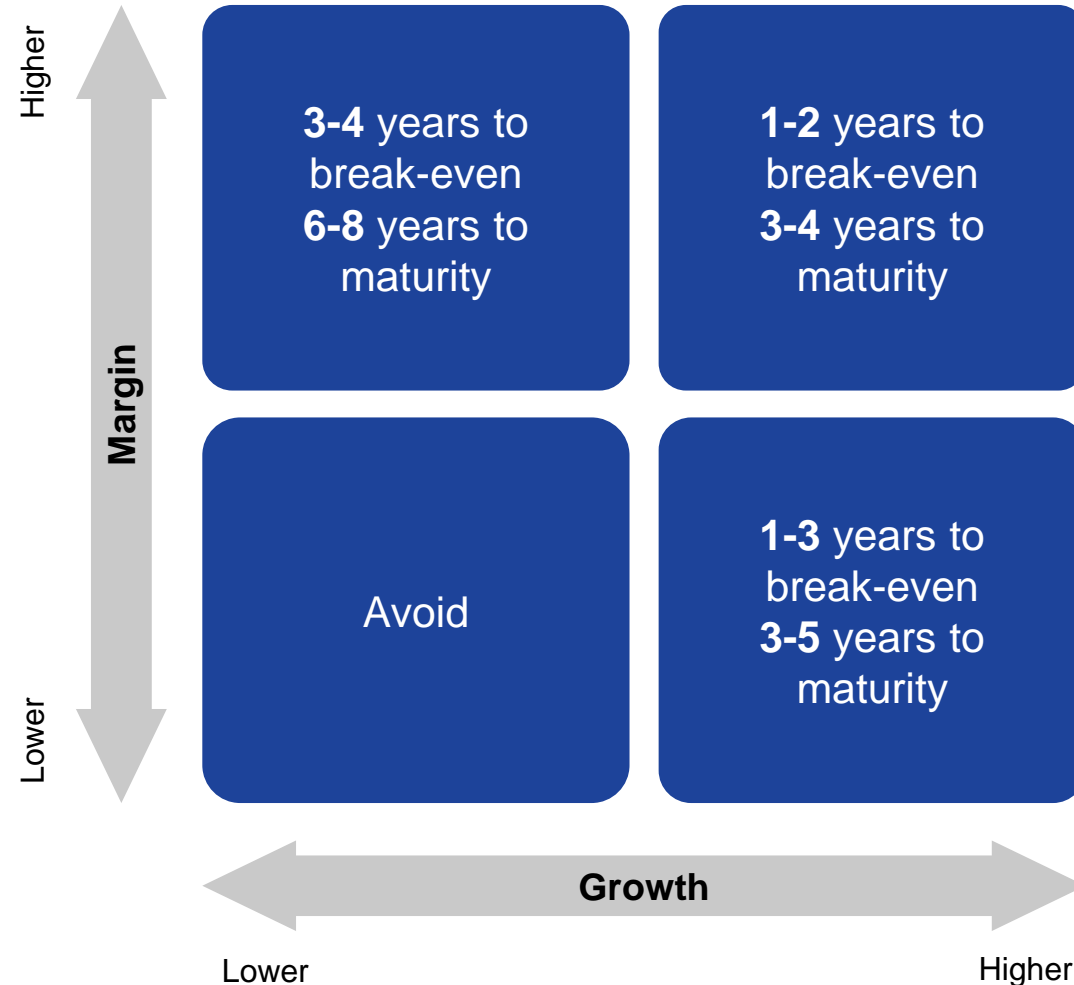 Higher
3-4 years to
break-even
6-8 years to
maturity
1-2 years to
break-even
3-4 years to
maturity
Margin
Avoid
1-3 years to
break-even
3-5 years to
maturity
Lower
Growth
Lower
Higher